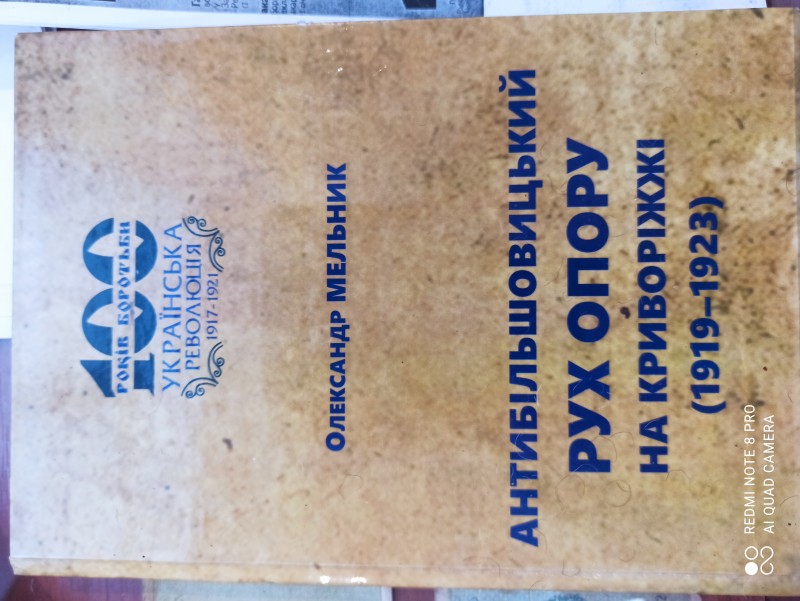 100
РОКІВ БОРОТЬБИ
УКРАЇНСЬКА
РЕВОЛЮЦІЯ
1917-1921
ОЛЕКСАНДР МЕЛЬНИК
АНТИБІЛЬШОВИЦЬКИЙ
РУХ ОПОРУ
НА КРИВОРІЖЖІ
(1919–1923)
REDMI NOTE 8 PRO
AI QUAD CAMERA